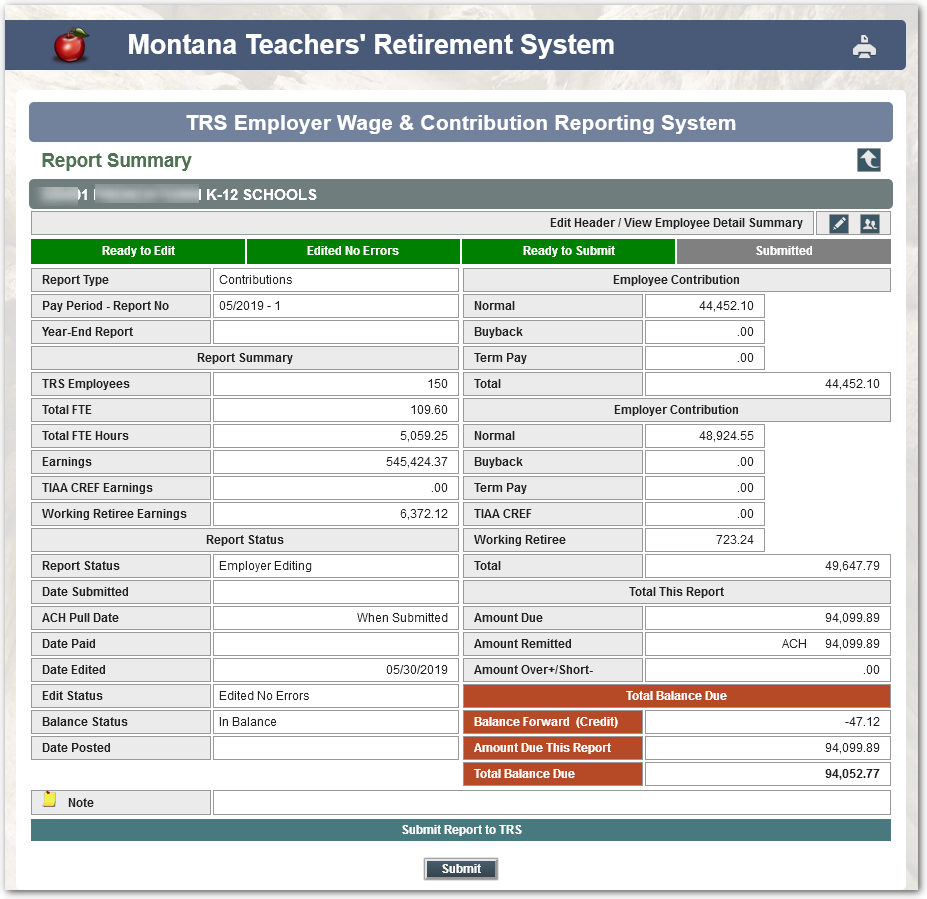 Montana Teachers' Retirement System
TRS Employer Wage & Contribution Reporting System
Report Summary
K-12 SCHOOLS
Edit Header / View Employee Detail Summary
Ready to Edit Edited No Errors Ready to Submit Submitted
Report Type Contributions Employee Contribution
Pay Period - Report No 05/2019 - 1 Normal 44,452.10
Year-End Report Buyback .00
Report Summary Term Pay .00
TRS Employees 150 Total 44,452.10
Total FTE 109.60 Employer Contribution
Total FTE Hours 5,059.25 Normal 48,924.55
Earnings 545,424.37 Buyback .00
TIAA CREF Earnings .00 Term Pay .00
Working Retiree Earnings 6,372.12 TIAA CREF .00
Report Status Working Retiree 723.24
Report Status Employer Editing Total 49,647.79
Date Submitted Total This Report
ACH Pull Date When Submitted Amount Due 94,099.89
Date Paid Amount Remitted ACH 94,099.89
Date Edited 05/30/2019 Amount Over+/Short- .00
Edit Status Edited No Errors Total Balance Due
Balance Status In Balance Balance Forward (Credit) -47.12
Date Posted Amount Due This Report 94,099.89
Total Balance Due 94,052.77
Note
Submit Report to TRS
Submit